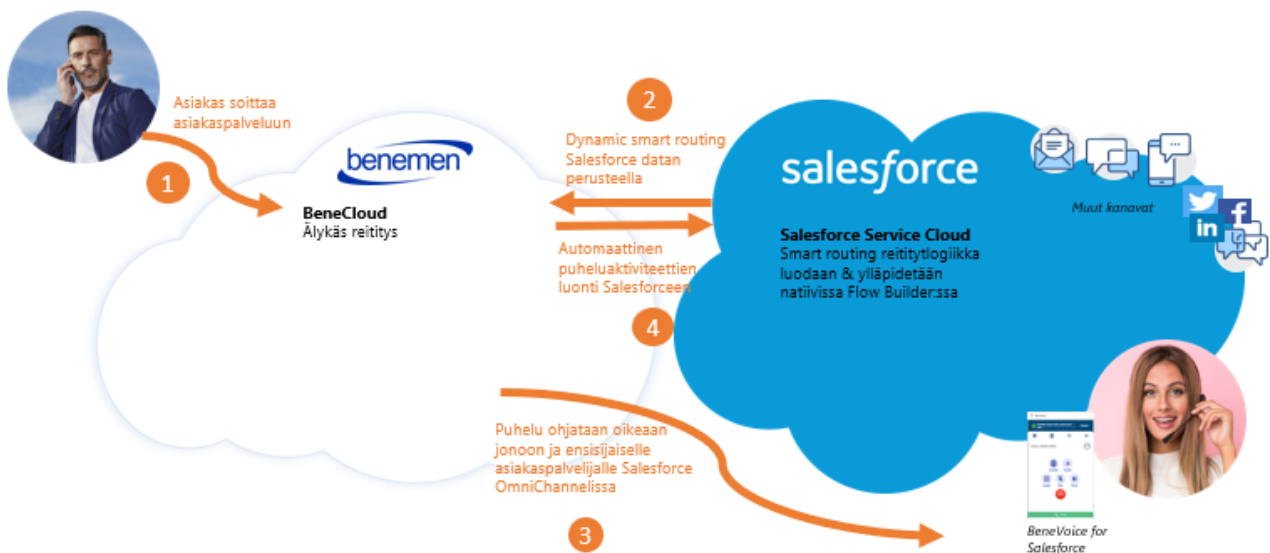 Asiakas soittaa
asiakaspalveluun
1
benemen
BeneCloud
Älykäs reititys
2
Dynamic smart routing
Salesforce datan
perusteella
Automaattinen
puheluaktiviteettien
luonti Salesforceen
4
salesforce
Salesforce Service Cloud
Smart routing reititytlogiikka
luodaan & ylläpidetään
natiivissa Flow Builder:ssa
Muut kanavat
in
f
Puhelu ohjataan oikeaan
jonoon ja ensisijaiselle
asiakaspalvelijalle Salesforce
OmniChannelissa
3
BeneVoice for
Salesforce